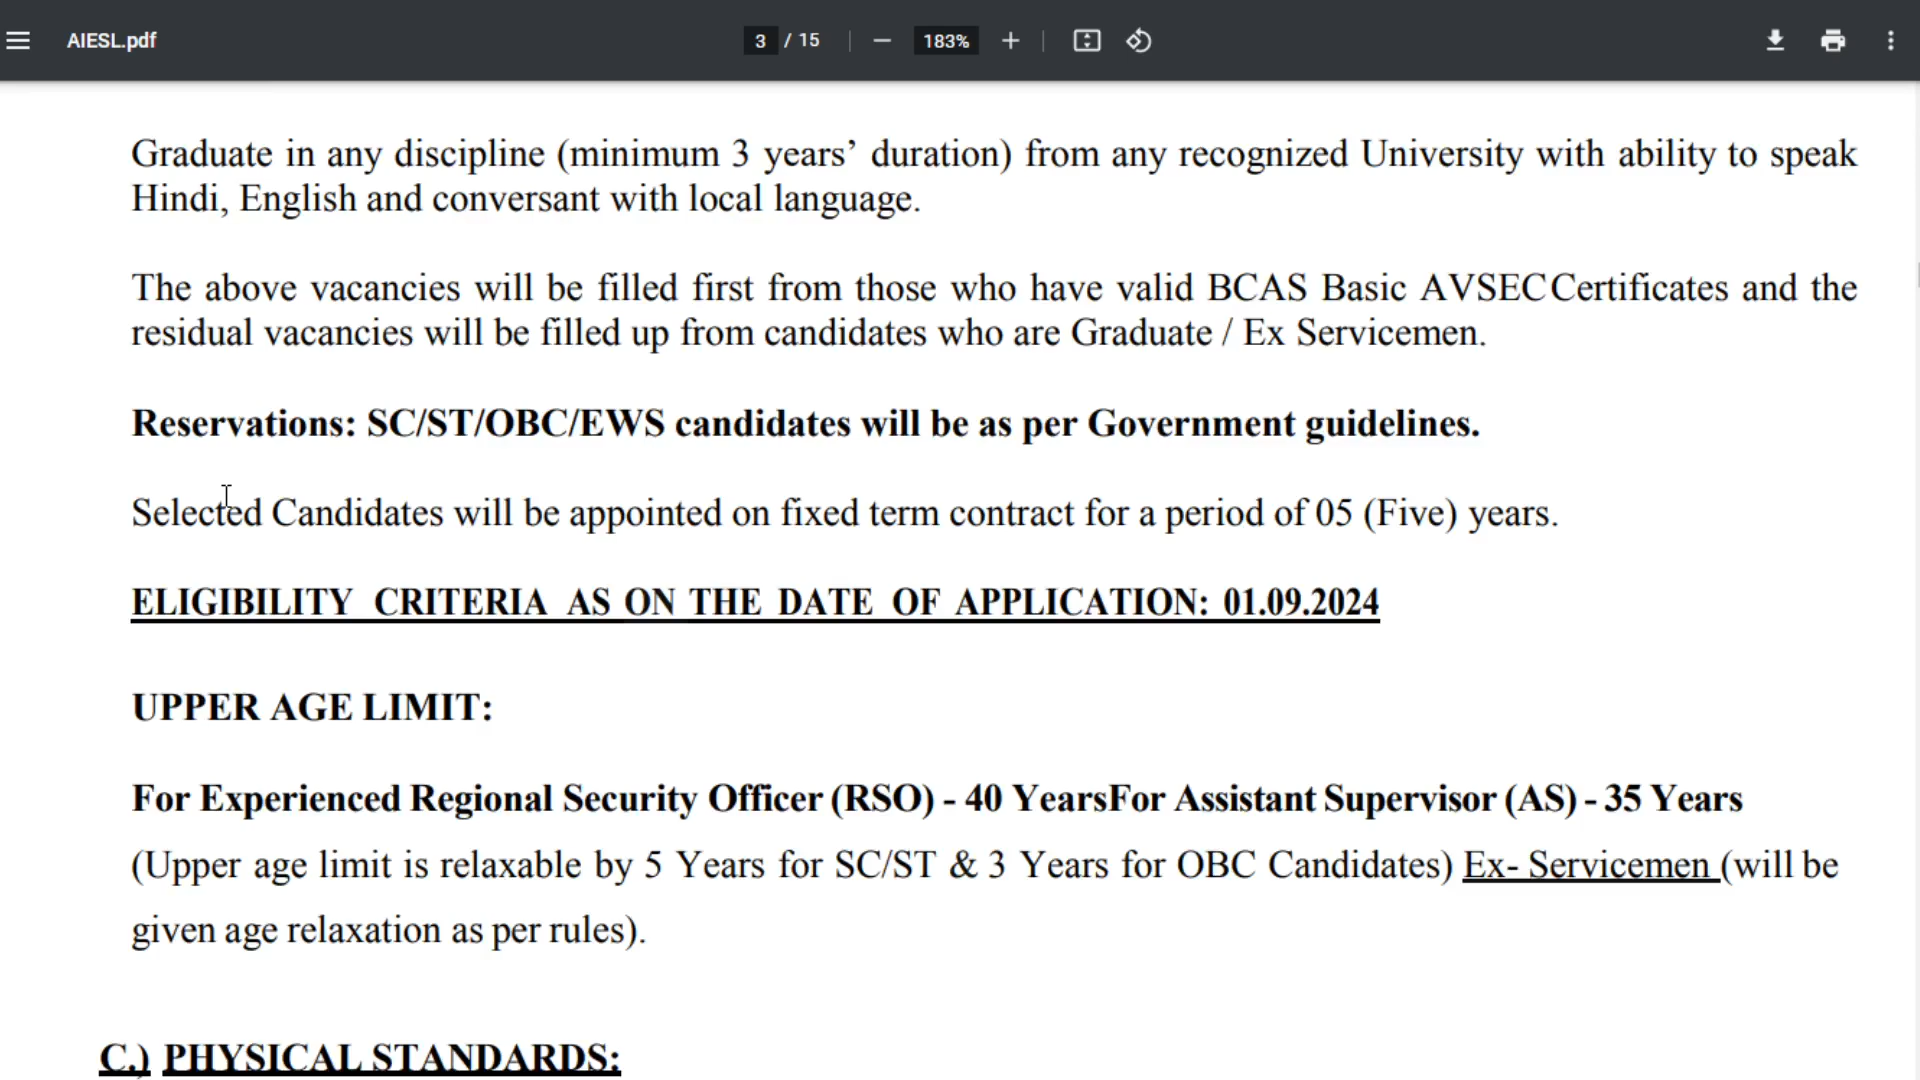 AIESL.pdf
3 / 15
183%
Graduate in any discipline (minimum 3 years’ duration) from any recognized University with ability to speak
Hindi, English and conversant with local language.
The above vacancies will be filled first from those who have valid BCAS Basic AVSECCertificates and the
residual vacancies will be filled up from candidates who are Graduate / Ex Servicemen.
Reservations: SC/ST/OBC/EWS candidates will be as per Government guidelines.
Selected Candidates will be appointed on fixed term contract for a period of 05 (Five) years.
ELIGIBILITY CRITERIA AS ON THE DATE OF APPLICATION: 01.09.2024
UPPER AGE LIMIT:
For Experienced Regional Security Officer (RSO) - 40 YearsFor Assistant Supervisor (AS) - 35 Years
(Upper age limit is relaxable by 5 Years for SC/ST & 3 Years for OBC Candidates) Ex- Servicemen (will be
given age relaxation as per rules).
C.) PHYSICAL STANDARDS: